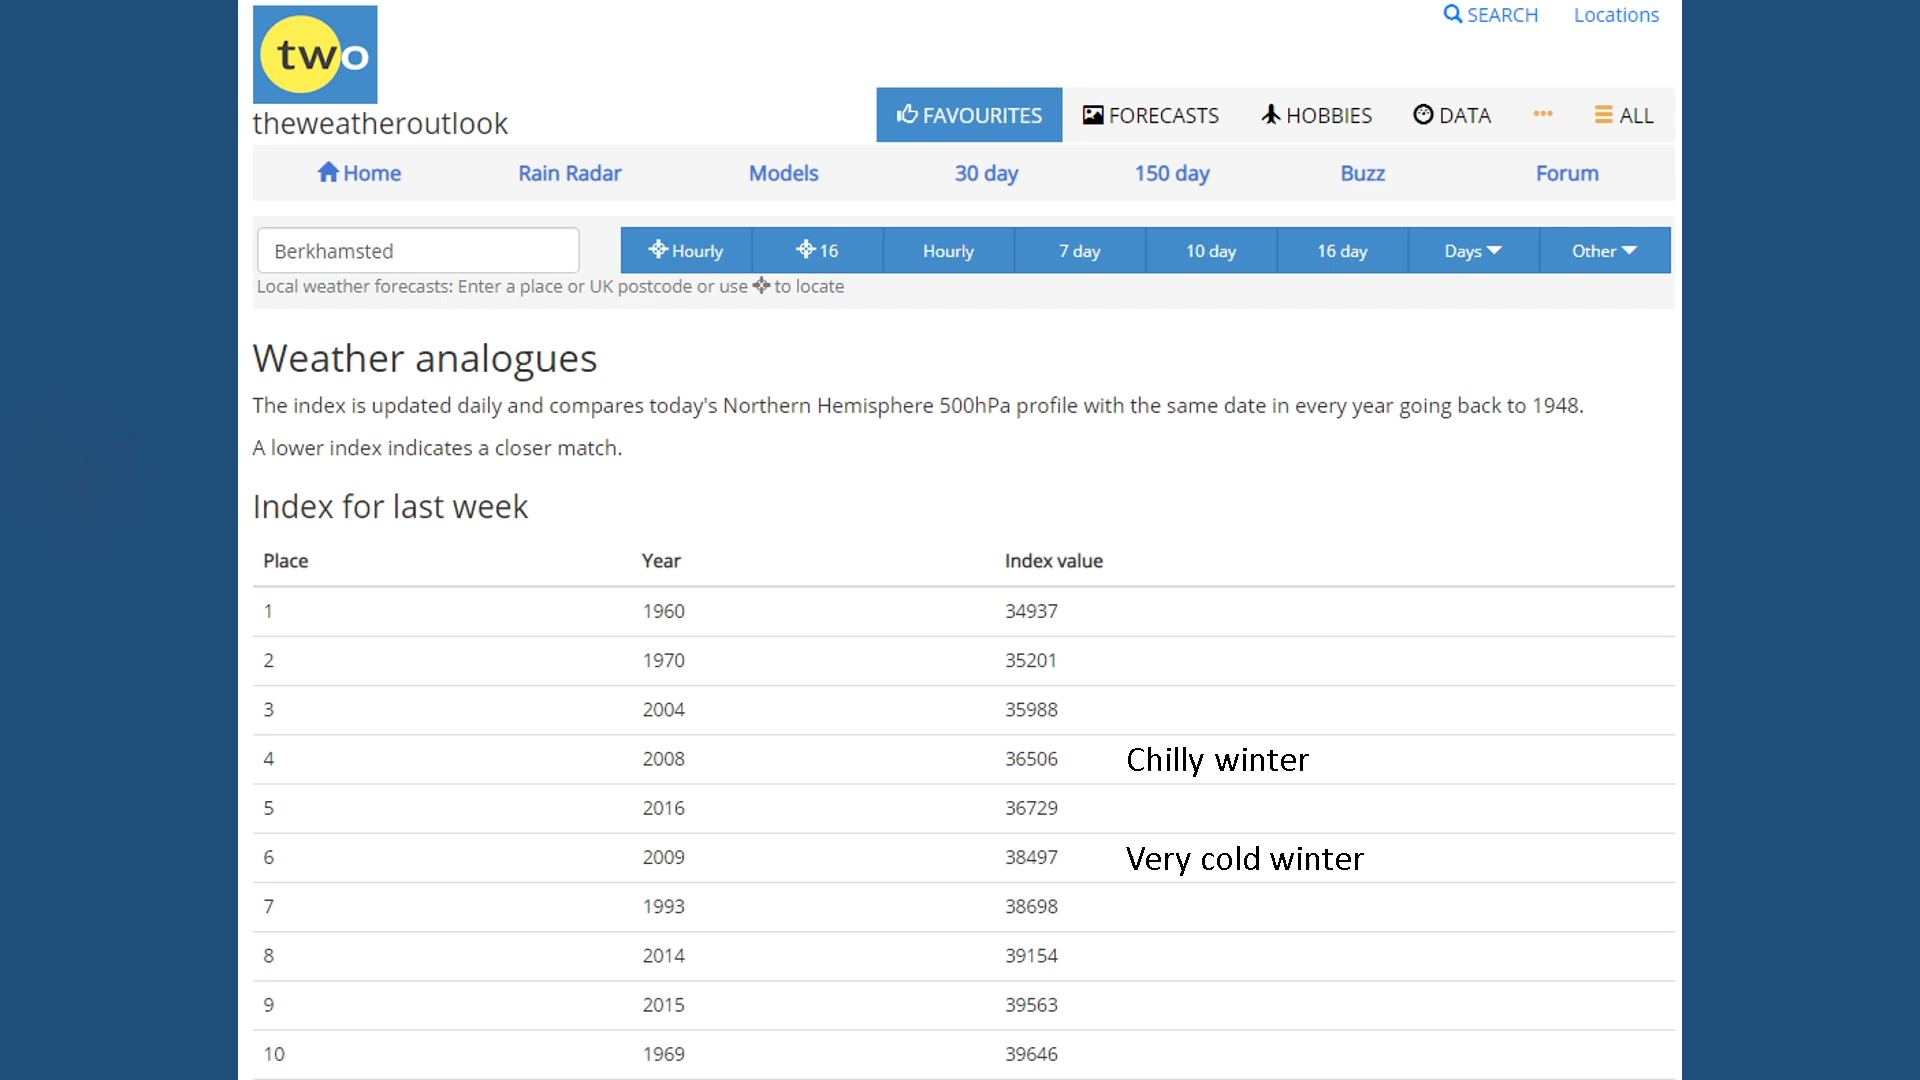 two
theweatheroutlook
SEARCH Locations
FAVOURITES FORECASTS HOBBIES DATA ••• ALL
Home Rain Radar Models 30 day 150 day Buzz Forum
Berkhamsted Hourly 16 Hourly 7 day 10 day 16 day Days Other
Local weather forecasts: Enter a place or UK postcode or use to locate
Weather analogues
The index is updated daily and compares today's Northern Hemisphere 500hPa profile with the same date in every year going back to 1948.
A lower index indicates a closer match.
Index for last week
Place Year Index value
1 1960 34937
2 1970 35201
3 2004 35988
4 2008 36506 Chilly winter
5 2016 36729
6 2009 38497 Very cold winter
7 1993 38698
8 2014 39154
9 2015 39563
10 1969 39646